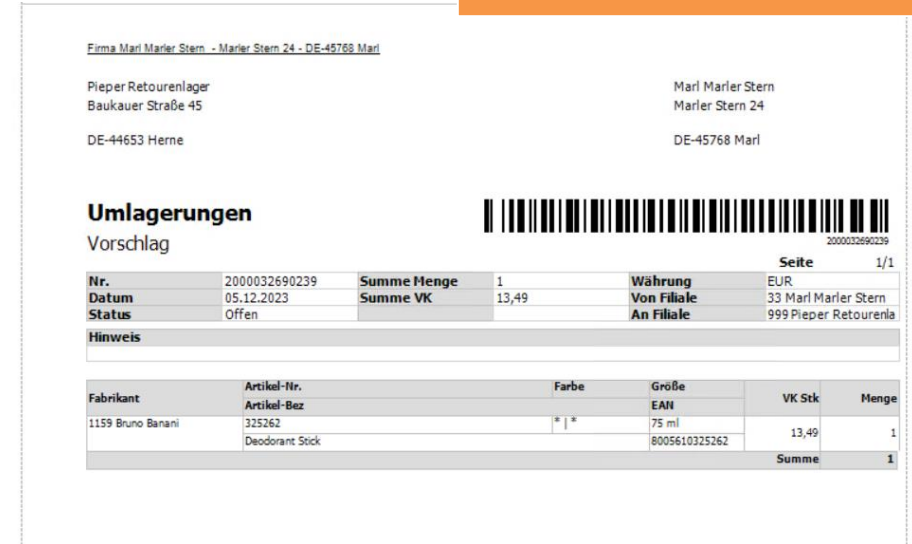 Firma Marl Marler Stern - Marler Stern 24 - DE-45768 Marl
Pieper Retourenlager Marl Marler Stern
Baukauer Straße 45 Marler Stern 24
DE-44653 Herne DE-45768 Marl
Umlagerungen
Vorschlag
2000032690239
Seite 1/1
Nr. 2000032690239 Summe Menge 1 Währung EUR
Datum 05.12.2023 Summe VK 13,49 Von Filiale 33 Marl Marler Stern
Status Offen An Filiale 999 Pieper Retourenla
Hinweis
Fabrikant Artikel-Nr. Farbe Größe VK Stk Menge
Artikel-Bez EAN
1159 Bruno Banani 325262 * | * 75 ml 13,49 1
Deodorant Stick 8005610325262
Summe 1